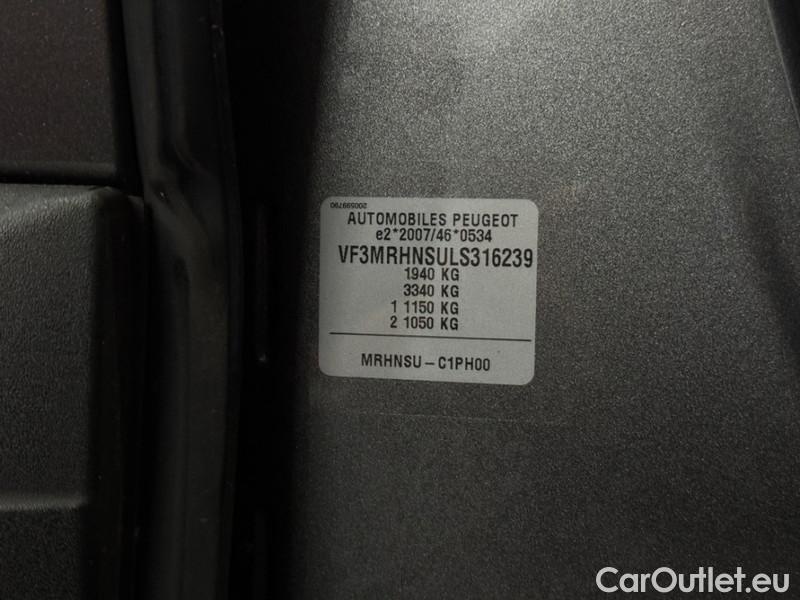 200599790
AUTOMOBILES PEUGEOT
e2*2007/46*0534
VF3MRHNSULS316239
1940 KG
3340 KG
1 1150 KG
2 1050 KG
MRHNSU – C1PH00
CarOutlet.eu